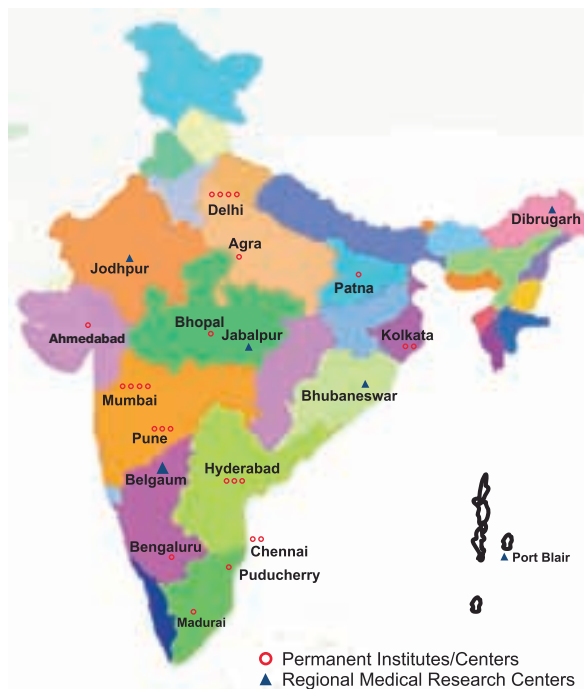 Delhi
Dibrugarh
Agra
Jodhpur
Patna
Bhopal
Ahmedabad
Jabalpur
Kolkata
Mumbai
Bhubaneswar
Pune
Hyderabad
Belgaum
Bengaluru
Chennai
Port Blair
Puducherry
Madurai
Permanent Institutes/Centers
Regional Medical Research Centers